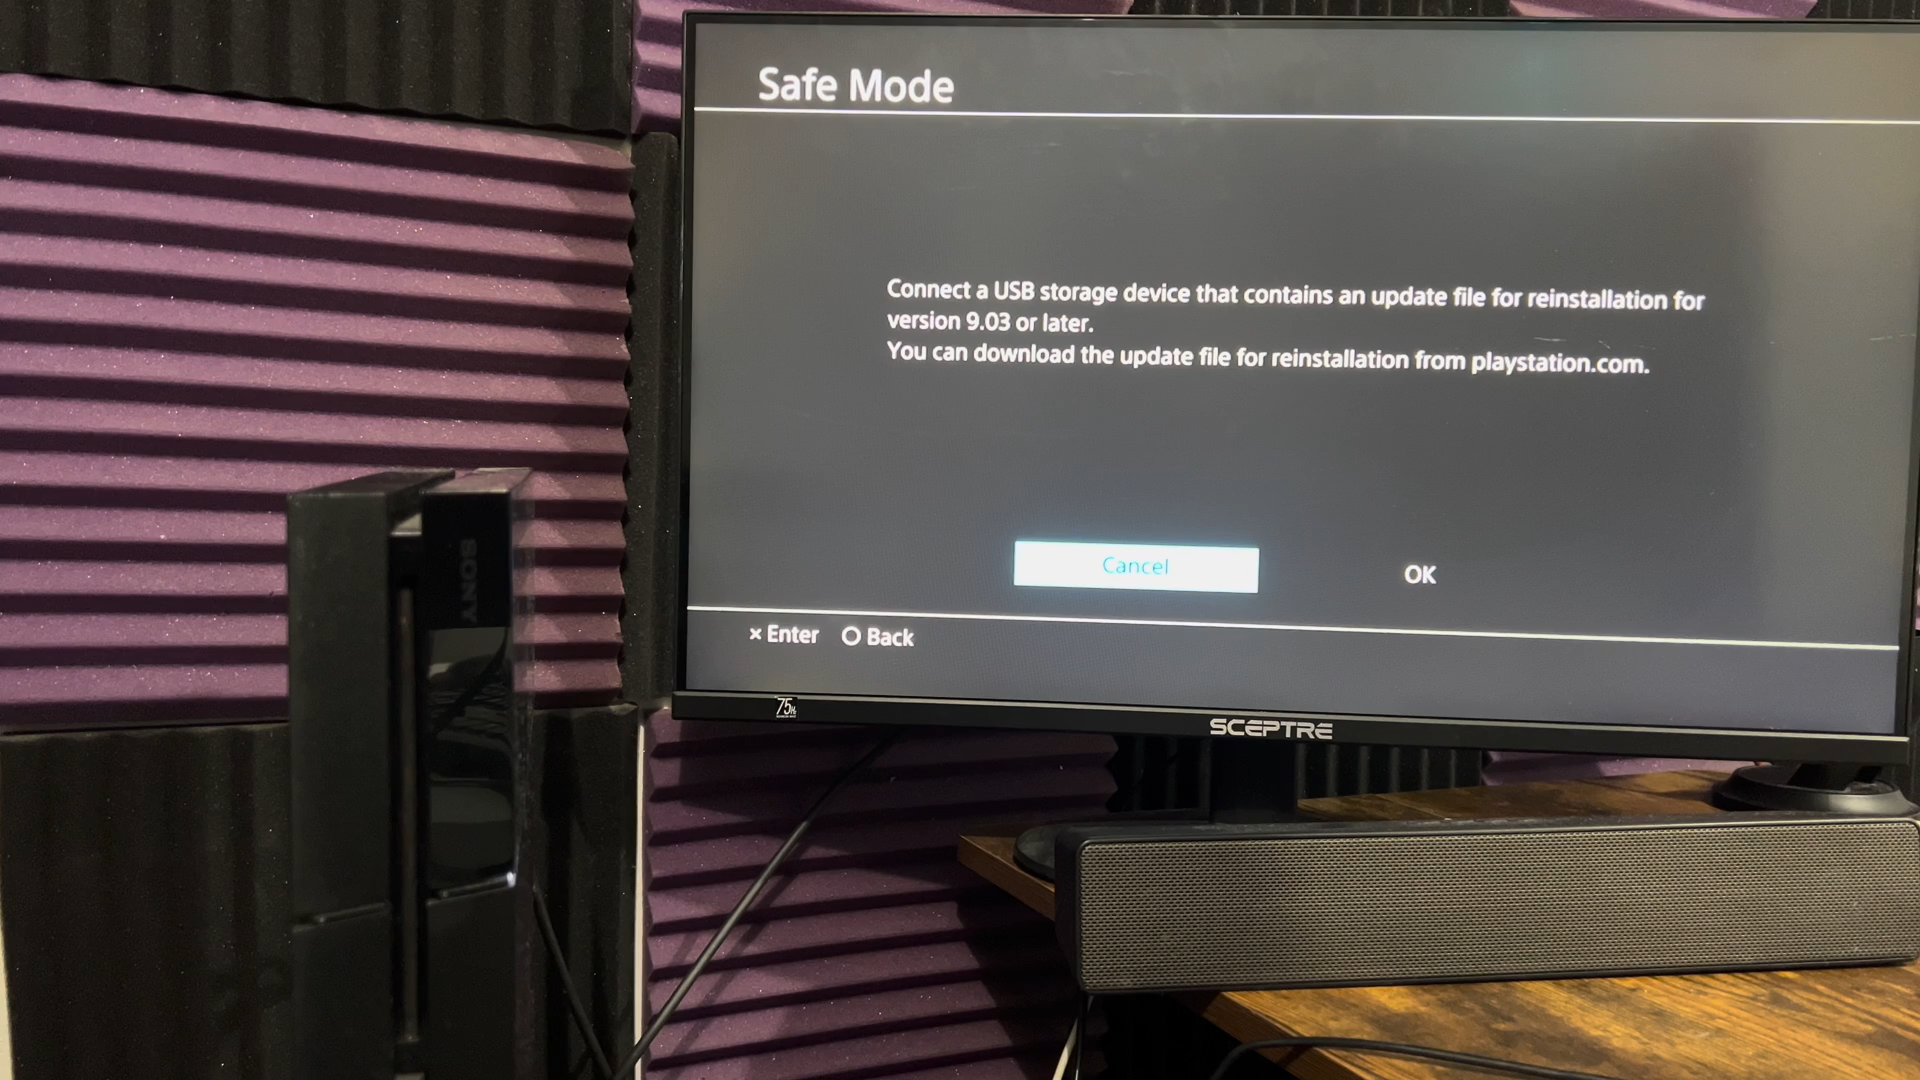 Safe Mode
Connect a USB storage device that contains an update file for reinstallation for
version 9.03 or later.
You can download the update file for reinstallation from playstation.com.
Cancel
OK
× Enter
O Back
75Hz
SCEPTRE
SONY